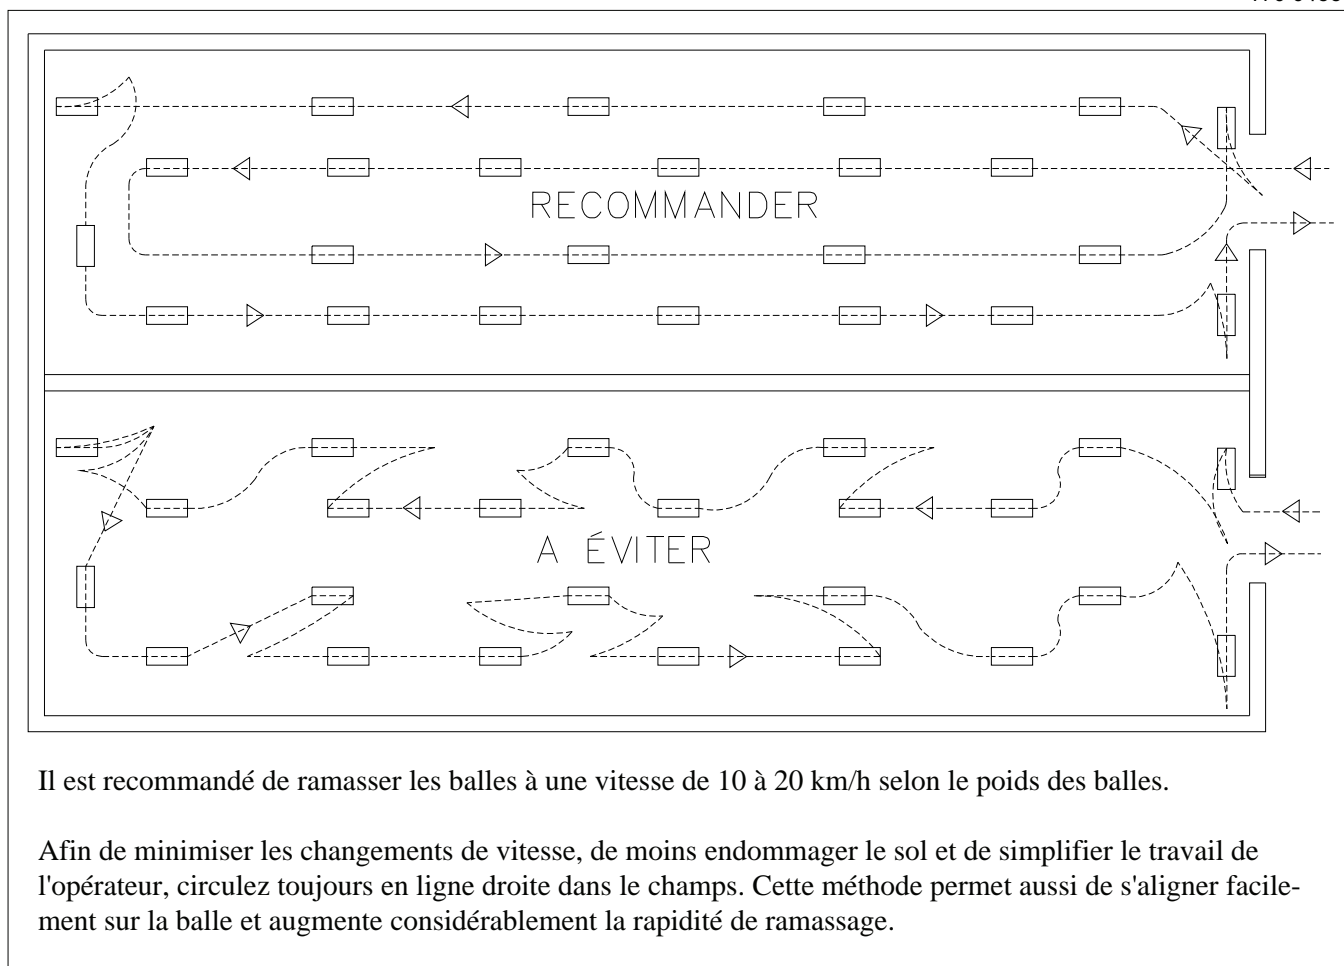 RECOMMANDER
A ÉVITER
Il est recommandé de ramasser les balles à une vitesse de 10 à 20 km/h selon le poids des balles.
Afin de minimiser les changements de vitesse, de moins endommager le sol et de simplifier le travail de
l'opérateur, circulez toujours en ligne droite dans le champs. Cette méthode permet aussi de s'aligner facile-
ment sur la balle et augmente considérablement la rapidité de ramassage.